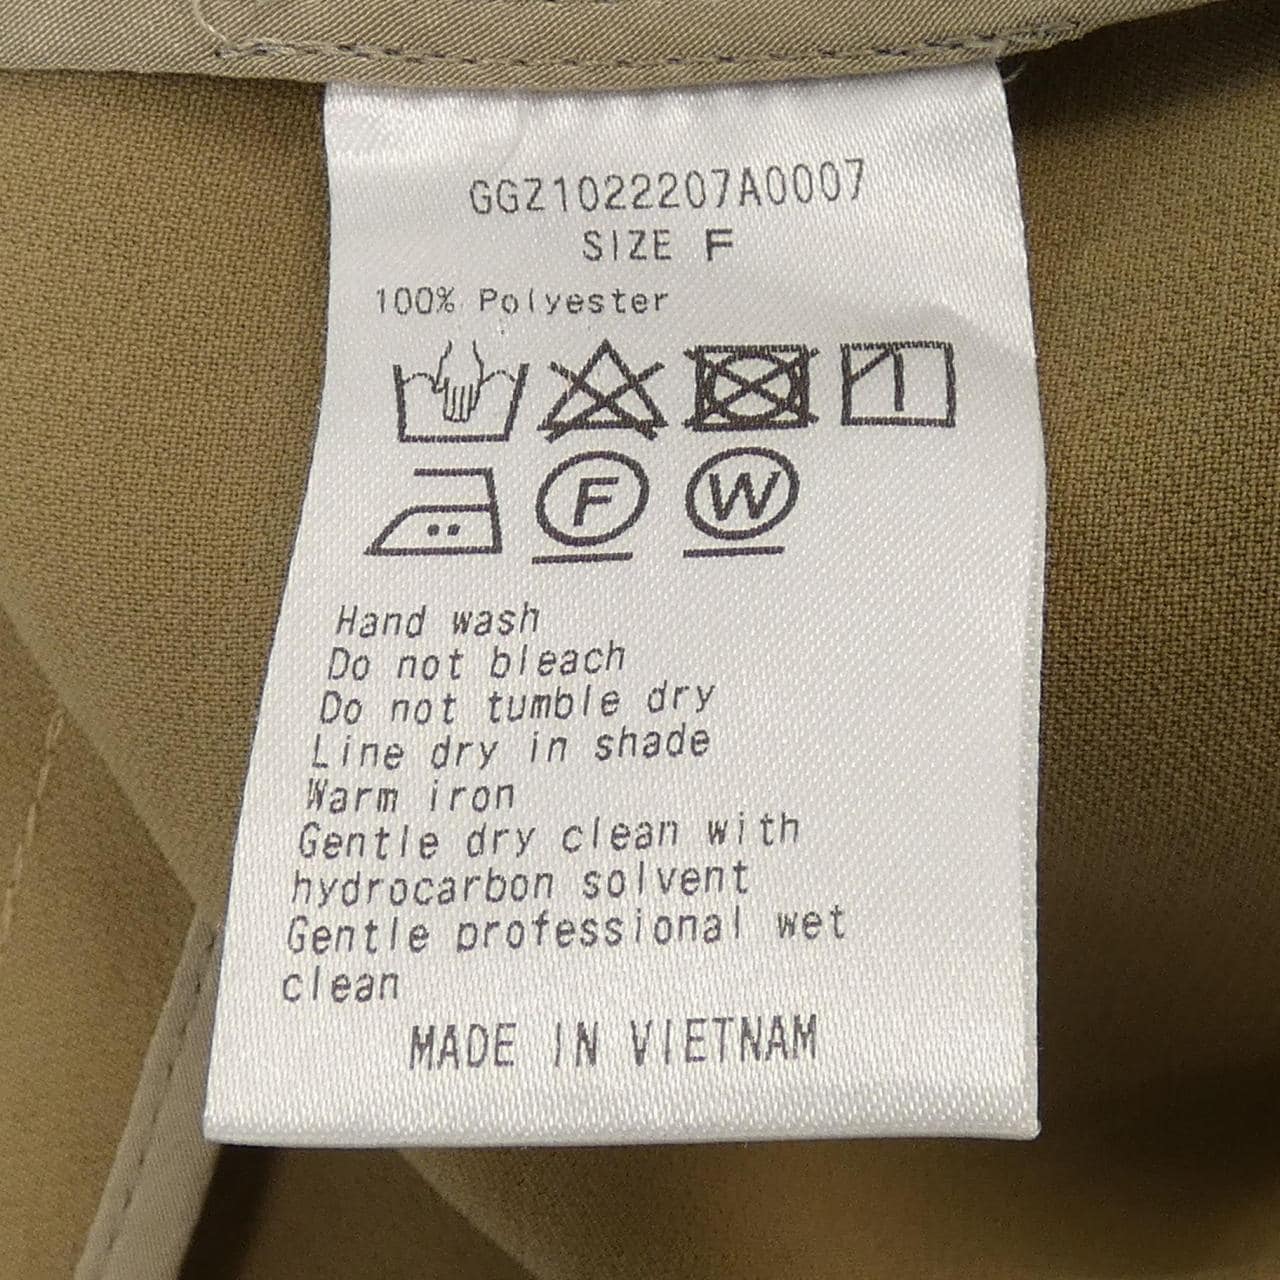 GGZ1022207A0007
SIZE F
100% Polyester
F W
Hand wash
Do not bleach
Do not tumble dry
Line dry in shade
Warm iron
Gentle dry clean with
hydrocarbon solvent
Gentle professional wet
clean
MADE IN VIETNAM